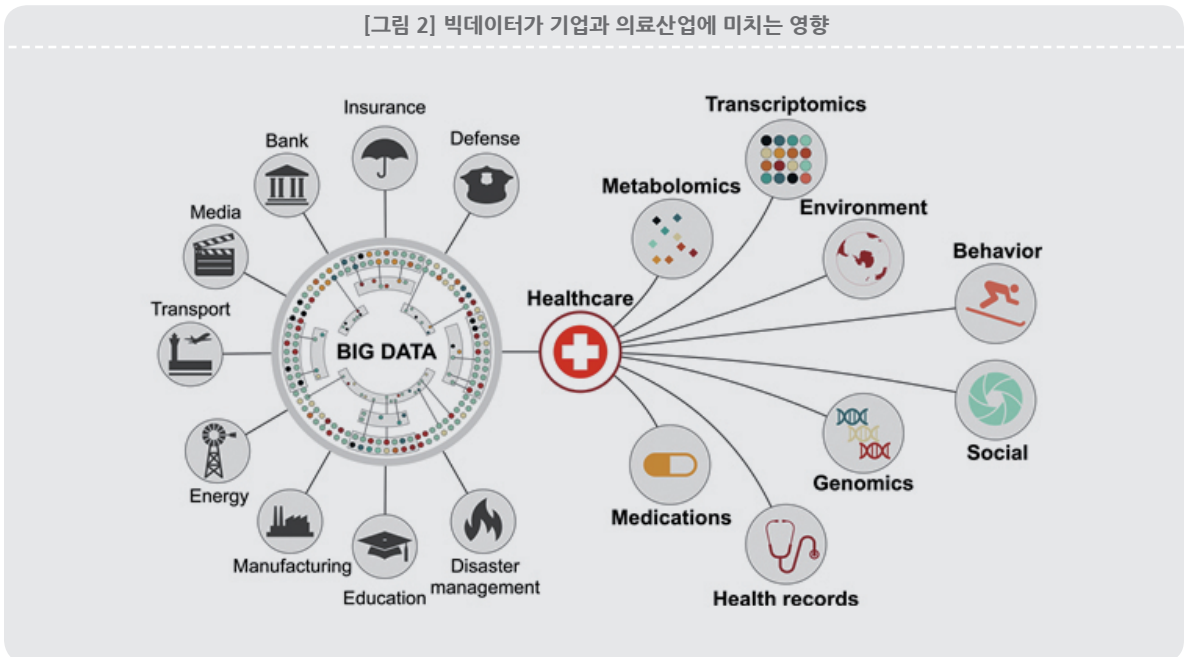 [그림 2] 빅데이터가 기업과 의료산업에 미치는 영향
Insurance
Bank
Defense
Media
Transport
BIG DATA
Energy
Manufacturing
Education
Disaster
management
Healthcare
Transcriptomics
Metabolomics
Environment
Behavior
Social
Genomics
Medications
Health records